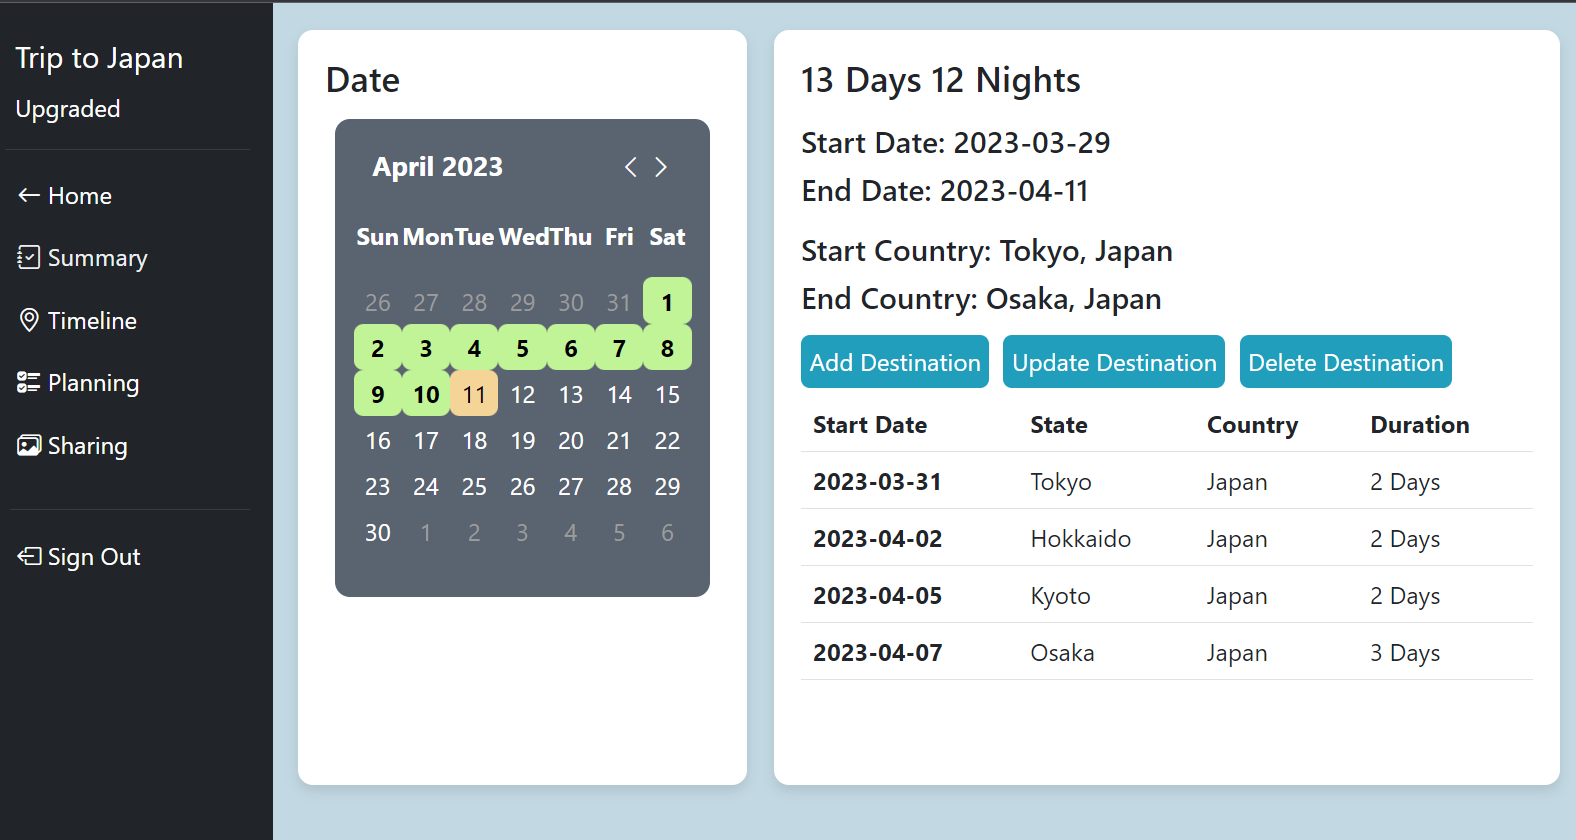 Trip to Japan
Upgraded
Home
Summary
Timeline
Planning
Sharing
Sign Out
Date
April 2023
Sun Mon Tue Wed Thu Fri Sat
26 27 28 29 30 31 1
2 3 4 5 6 7 8
9 10 11 12 13 14 15
16 17 18 19 20 21 22
23 24 25 26 27 28 29
30 1 2 3 4 5 6
13 Days 12 Nights
Start Date: 2023-03-29
End Date: 2023-04-11
Start Country: Tokyo, Japan
End Country: Osaka, Japan
Add Destination Update Destination Delete Destination
Start Date State Country Duration
2023-03-31 Tokyo Japan 2 Days
2023-04-02 Hokkaido Japan 2 Days
2023-04-05 Kyoto Japan 2 Days
2023-04-07 Osaka Japan 3 Days